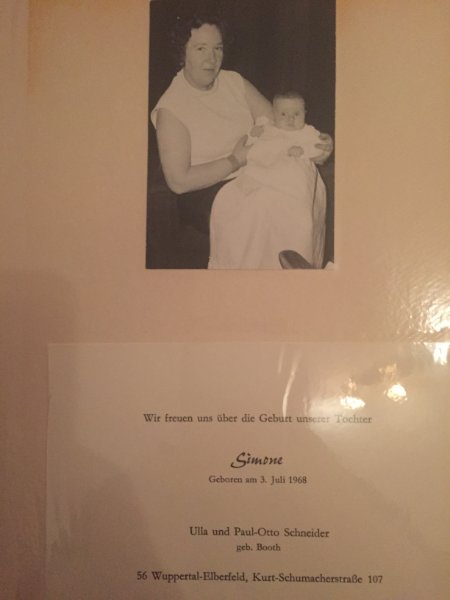 Wir freuen uns über die Geburt unserer Tochter
Simone
Geboren am 3. Juli 1968
Ulla und Paul-Otto Schneider
geb. Booth
56 Wuppertal-Elberfeld, Kurt-Schumacherstraße 107